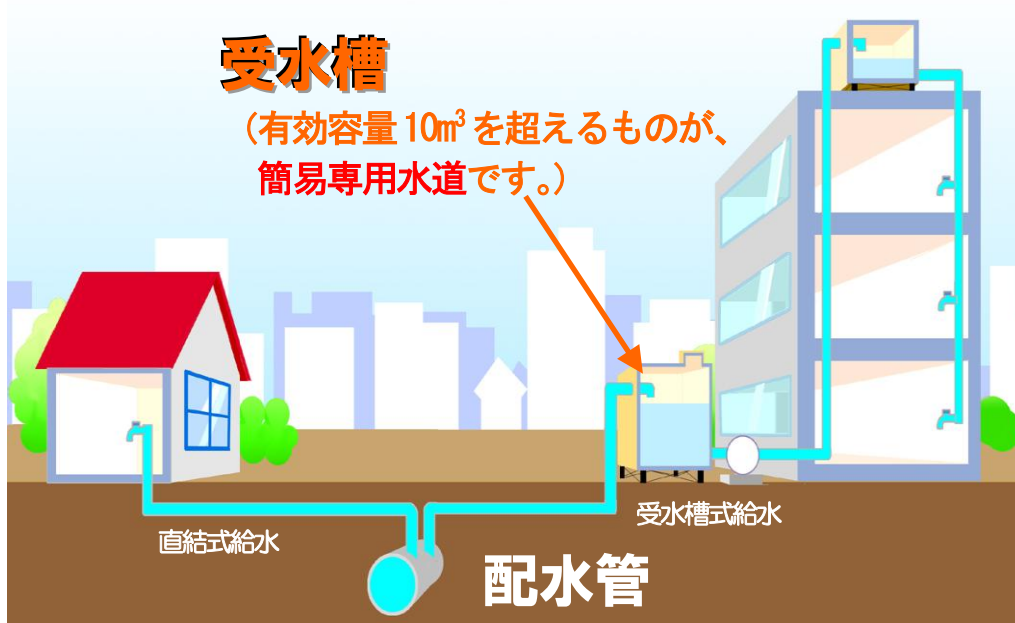 受水槽
（有効容量10㎥を超えるものが、
簡易専用水道です。）
受水槽式給水
直結式給水
配水管